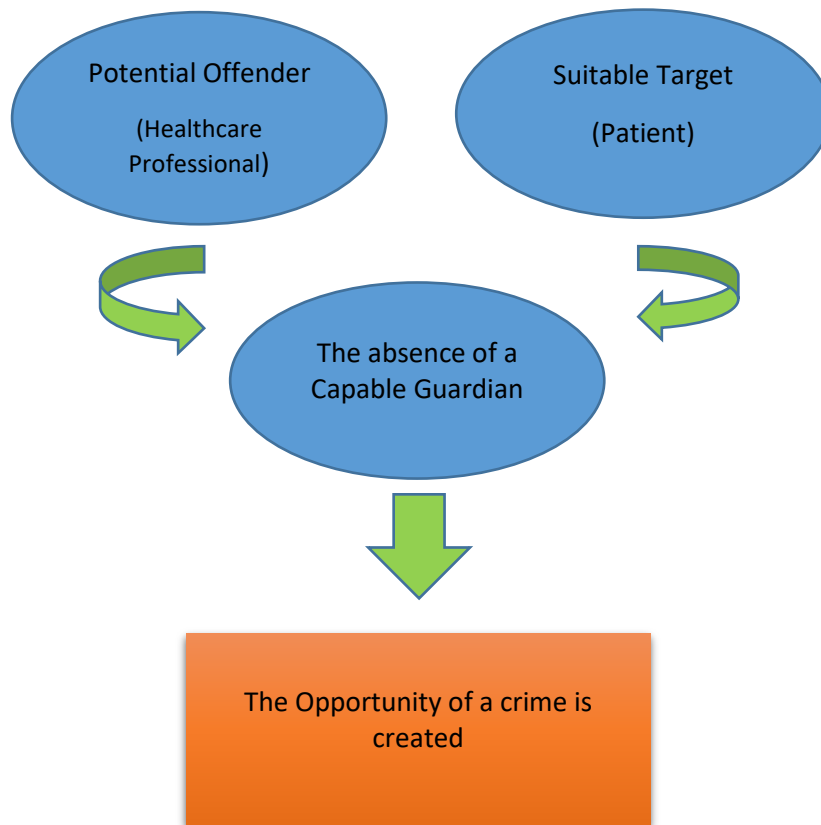 Potential Offender
(Healthcare
Professional)
Suitable Target
(Patient)
The absence of a
Capable Guardian
The Opportunity of a crime is
created